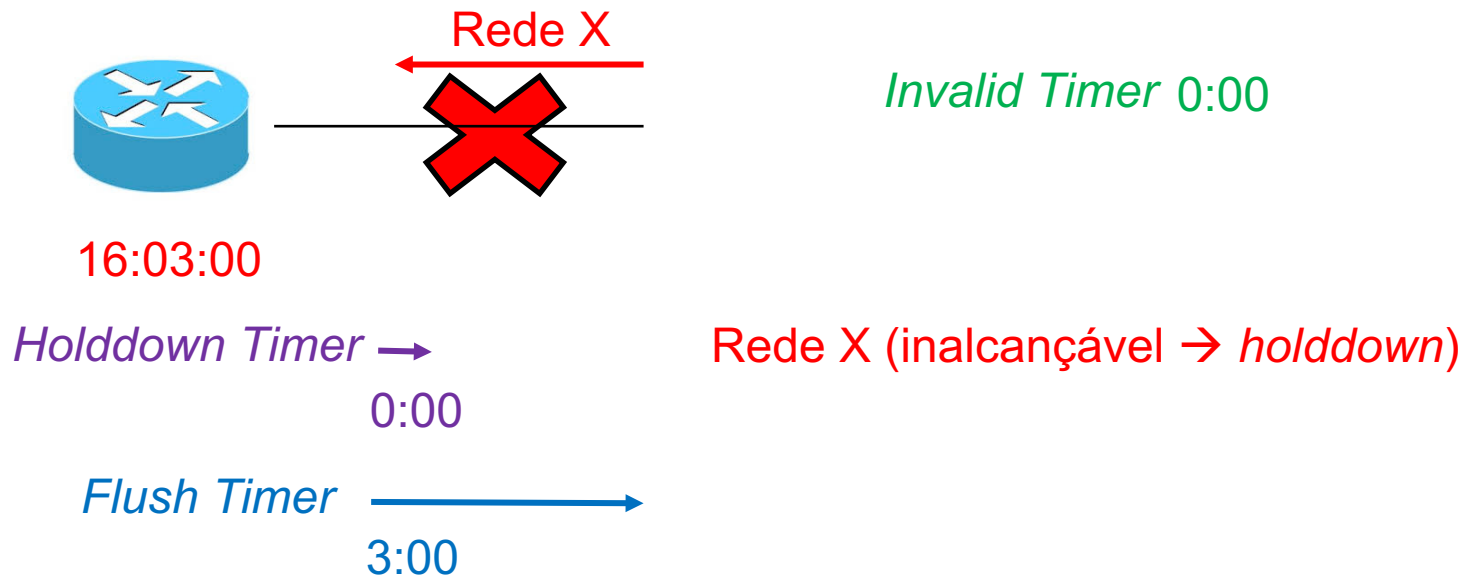 Rede X
Invalid Timer 0:00
16:03:00
Holddown Timer
Rede X (inalcançável → holddown)
0:00
Flush Timer
3:00